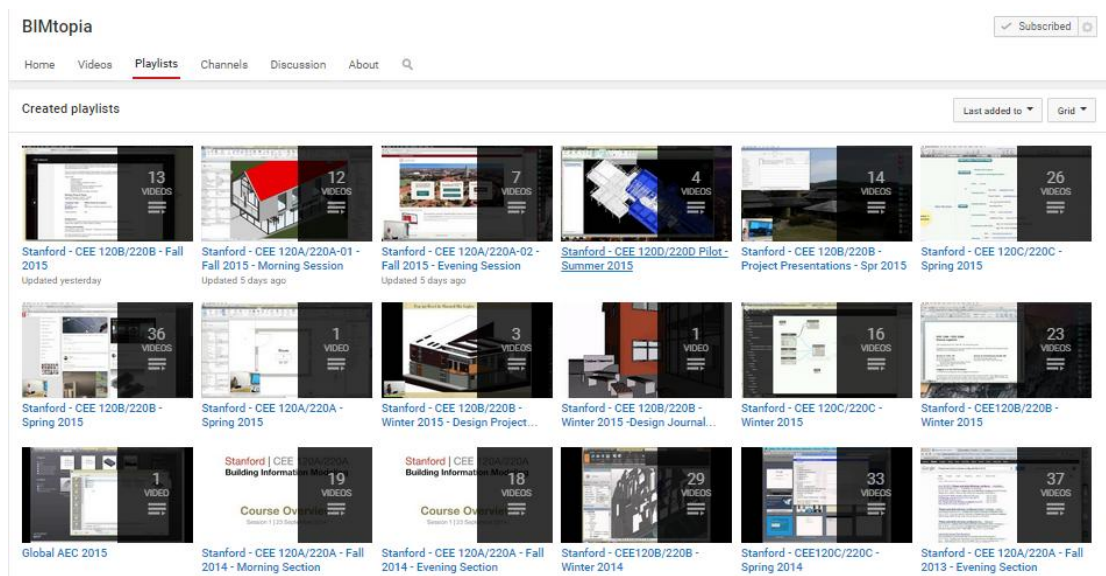 BIMtopia
Subscribed
Home Videos Playlists Channels Discussion About
Created playlists
Last added to Grid
13
VIDEOS
12
VIDEOS
7
VIDEOS
4
VIDEOS
14
VIDEOS
26
VIDEOS
Stanford - CEE 120B/220B - Fall
2015
Updated yesterday
Stanford - CEE 120A/220A-01 -
Fall 2015 - Morning Session
Updated 5 days ago
Stanford - CEE 120A/220A-02 -
Fall 2015 - Evening Session
Updated 5 days ago
Stanford - CEE 120D/220D Pilot -
Summer 2015
Stanford - CEE 120B/220B -
Project Presentations - Spr 2015
Stanford - CEE 120C/220C -
Spring 2015
36
VIDEOS
1
VIDEO
3
VIDEOS
1
VIDEO
16
VIDEOS
23
VIDEOS
Stanford - CEE 120B/220B -
Spring 2015
Stanford - CEE 120A/220A -
Spring 2015
Stanford - CEE 120B/220B -
Winter 2015 - Design Project...
Stanford - CEE 120B/220B -
Winter 2015 -Design Journal...
Stanford - CEE 120C/220C -
Winter 2015
Stanford - CEE120B/220B -
Winter 2015
1
VIDEO
Stanford | CEE 120A/220A
Building Information Modeling
19
VIDEOS
Course Overview
Stanford | CEE 120A/220A
Building Information Modeling
18
VIDEOS
Course Overview
29
VIDEOS
33
VIDEOS
37
VIDEOS
Global AEC 2015
Stanford - CEE 120A/220A - Fall
2014 - Morning Section
Stanford - CEE 120A/220A - Fall
2014 - Evening Section
Stanford - CEE120B/220B -
Winter 2014
Stanford - CEE120C/220C -
Spring 2014
Stanford - CEE 120A/220A - Fall
2013 - Evening Section